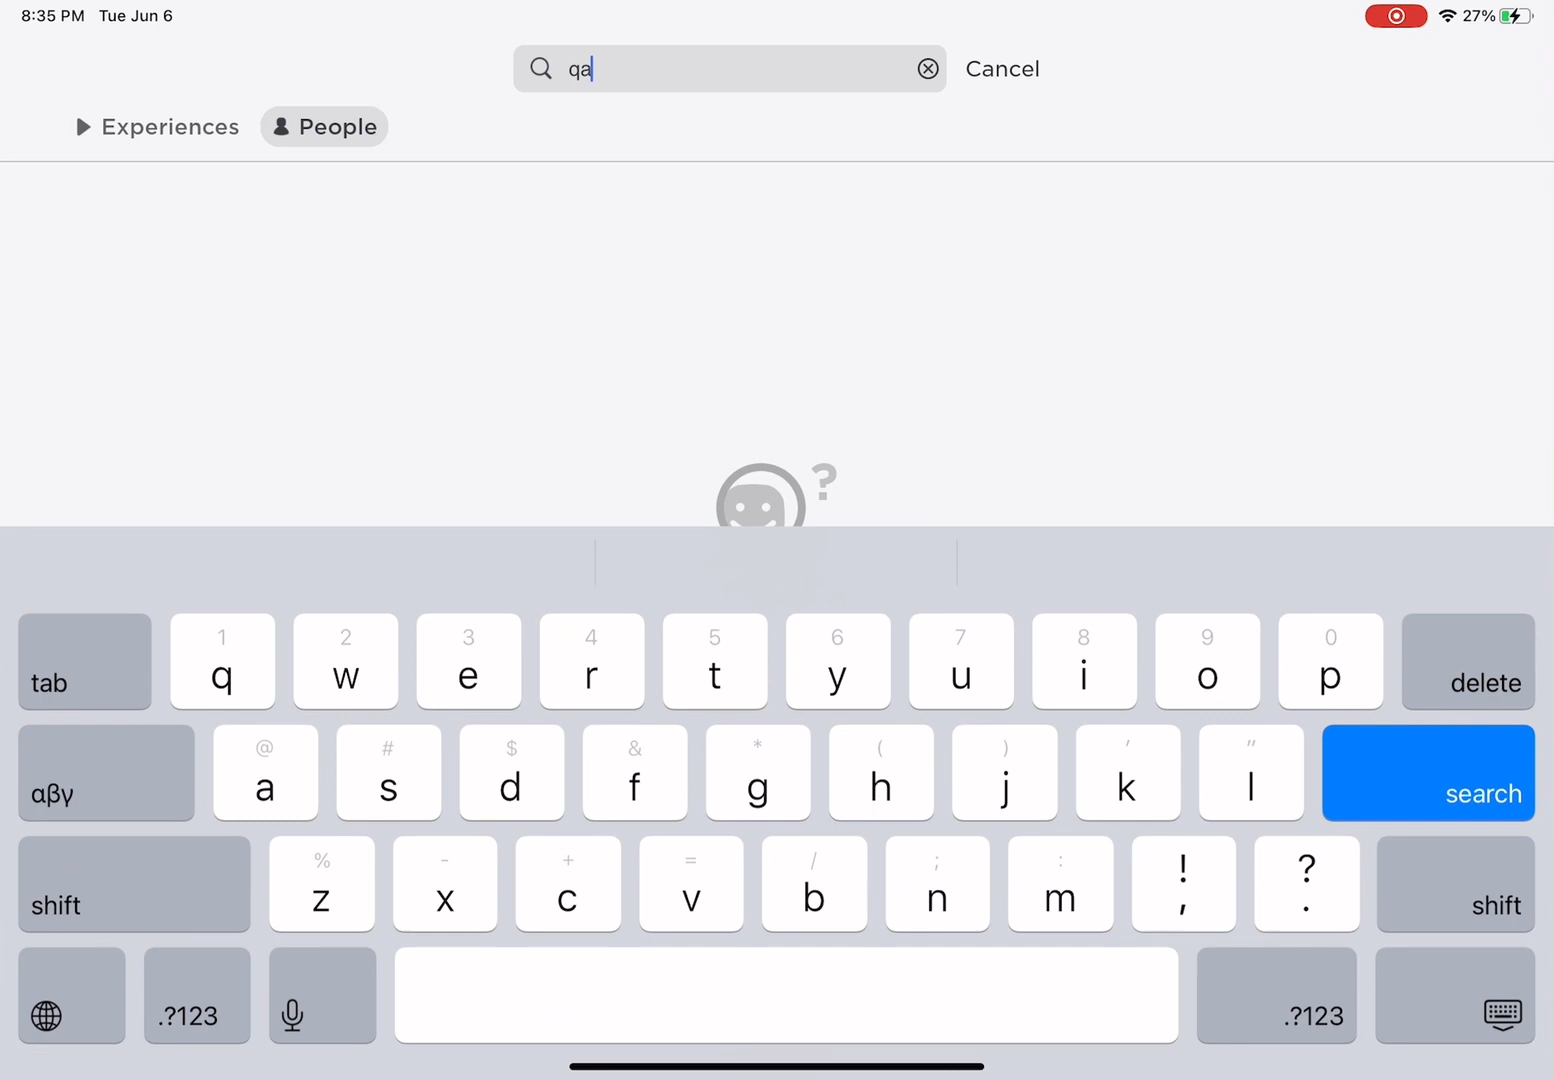 8:35 PM Tue Jun 6
27%
qa
Cancel
Experiences
People
?
tab
1 2 3 4 5 6 7 8 9 0
q w e r t y u i o p
delete
@ # $ & * ( ) ' "
αβγ
a s d f g h j k l
search
% - + = / ; : ! ?
shift
z x c v b n m , .
shift
.?123
.?123